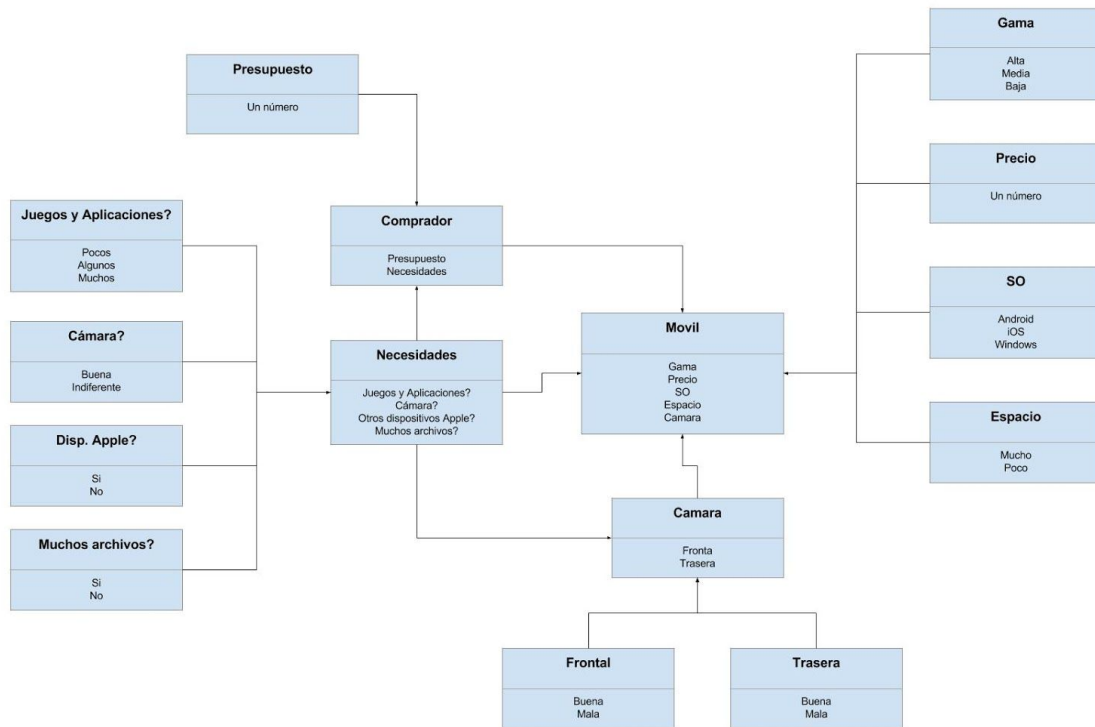 Gama
Alta
Media
Baja
Presupuesto
Un número
Precio
Un número
Juegos y Aplicaciones?
Pocos
Algunos
Muchos
Comprador
Presupuesto
Necesidades
SO
Android
iOS
Windows
Cámara?
Buena
Indiferente
Necesidades
Juegos y Aplicaciones?
Cámara?
Otros dispositivos Apple?
Muchos archivos?
Movil
Gama
Precio
SO
Espacio
Camara
Espacio
Mucho
Poco
Disp. Apple?
Si
No
Camara
Fronta
Trasera
Muchos archivos?
Si
No
Frontal
Buena
Mala
Trasera
Buena
Mala